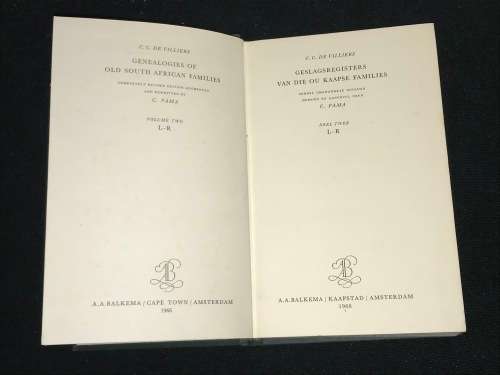 C. C. DE VILLIERS
GENEALOGIES OF
OLD SOUTH AFRICAN FAMILIES
COMPLETELY REVISED EDITION AUGMENTED
AND REWRITTEN BY
C. PAMA
VOLUME TWO
L–R
AB
A. A. BALKEMA / CAPE TOWN / AMSTERDAM
1966
C. C. DE VILLIERS
GESLAGSREGISTERS
VAN DIE OU KAAPSE FAMILIES
C. PAMA
DEEL TWEE
L–R
AB
A. A. BALKEMA / KAAPSTAD / AMSTERDAM
1966